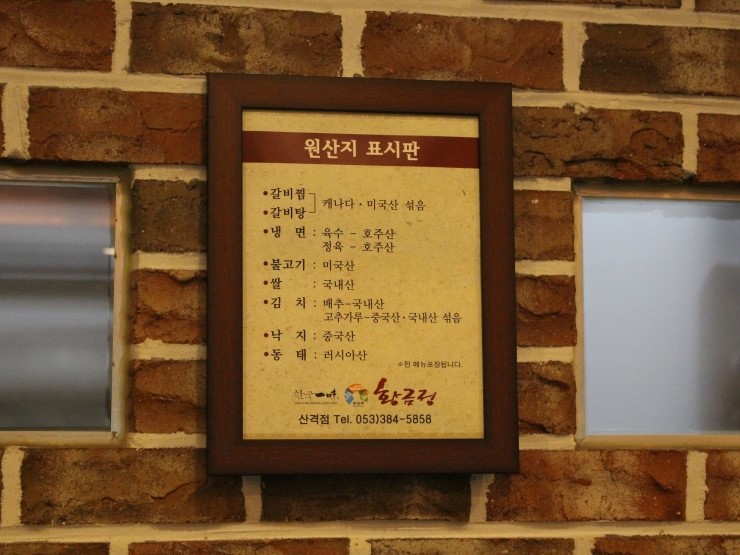 원산지 표시판
•갈비찜
•갈비탕
캐나다·미국산 섞음
•냉 면 : 육수 - 호주산
정육 - 호주산
•불고기 : 미국산
•쌀 : 국내산
•김 치 : 배추-국내산
고추가루-중국산·국내산 섞음
•낙 지 : 중국산
•동 태 : 러시아산
※전 메뉴포장됩니다.
한국一味 황금정
산격점 Tel. 053)384-5858